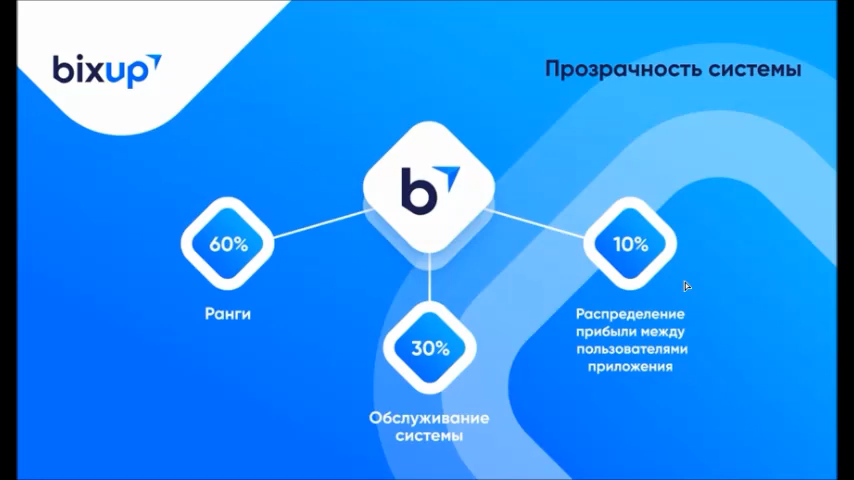 bixup
Прозрачность системы
b
60%
10%
Ранги
30%
Распределение
прибыли между
пользователями
приложения
Обслуживание
системы